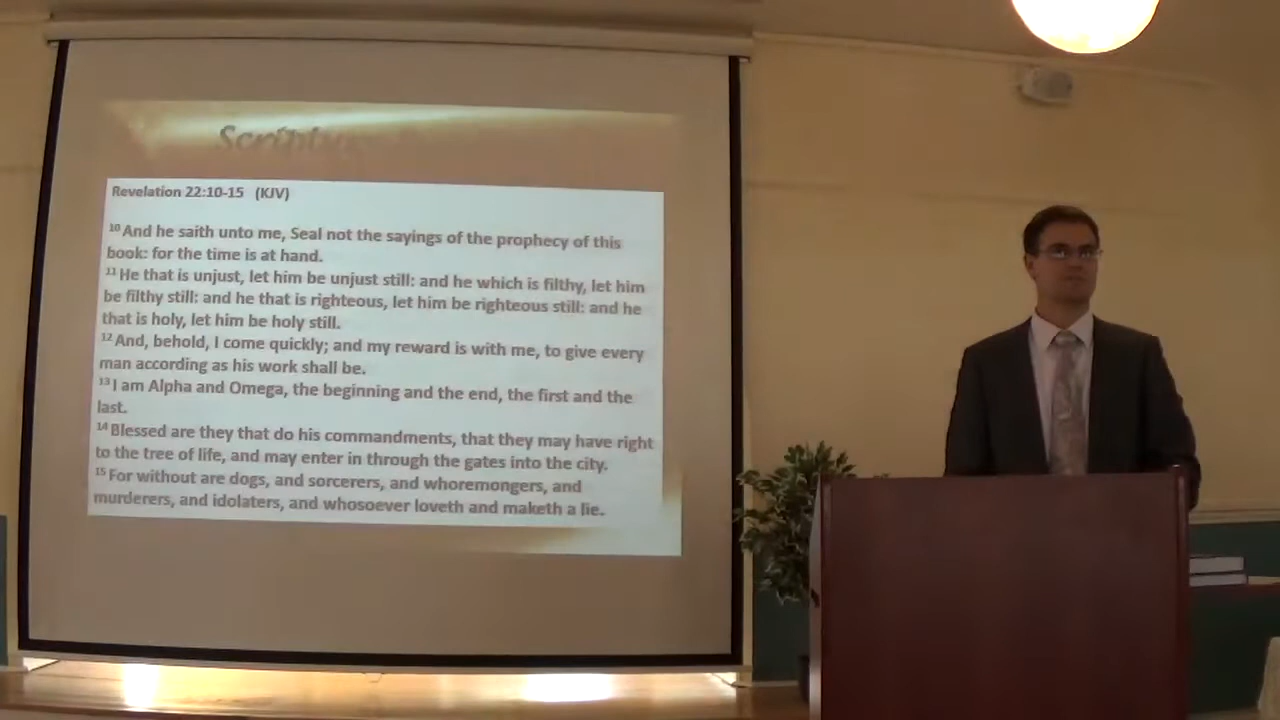 Revelation 22:10-15 (KJV)
10 And he saith unto me, Seal not the sayings of the prophecy of this
book: for the time is at hand.
11 He that is unjust, let him be unjust still: and he which is filthy, let him
be filthy still: and he that is righteous, let him be righteous still: and he
that is holy, let him be holy still.
12 And, behold, I come quickly; and my reward is with me, to give every
man according as his work shall be.
13 I am Alpha and Omega, the beginning and the end, the first and the
last.
14 Blessed are they that do his commandments, that they may have right
to the tree of life, and may enter in through the gates into the city.
15 For without are dogs, and sorcerers, and whoremongers, and
murderers, and idolaters, and whosoever loveth and maketh a lie.